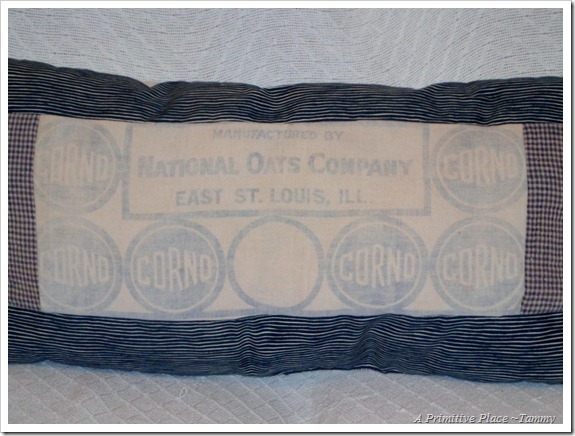 MANUFACTURED BY
CORNO NATIONAL OATS COMPANY CORNO
EAST ST. LOUIS, ILL.
CORNO CORNO CORNO CORNO
A Primitive Place ~Tammy